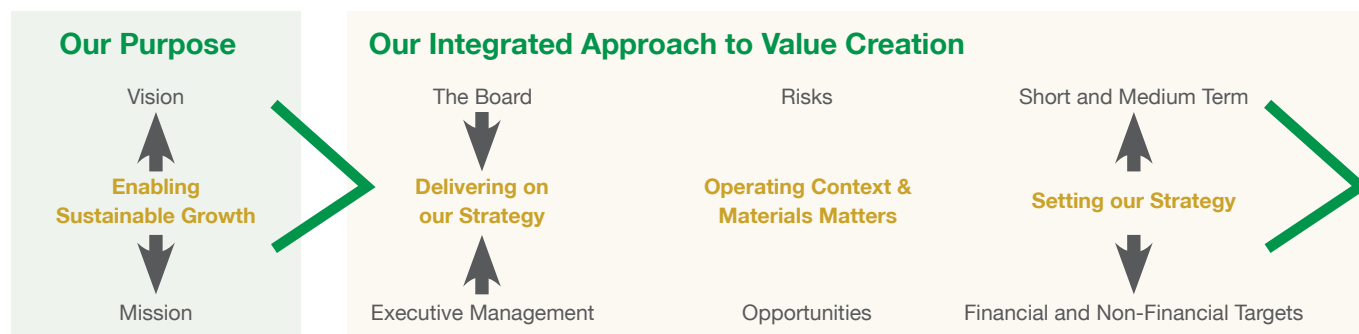 Our Purpose
Vision
Enabling
Sustainable Growth
Mission
Our Integrated Approach to Value Creation
The Board
Delivering on
our Strategy
Executive Management
Risks
Operating Context &
Materials Matters
Opportunities
Short and Medium Term
Setting our Strategy
Financial and Non-Financial Targets